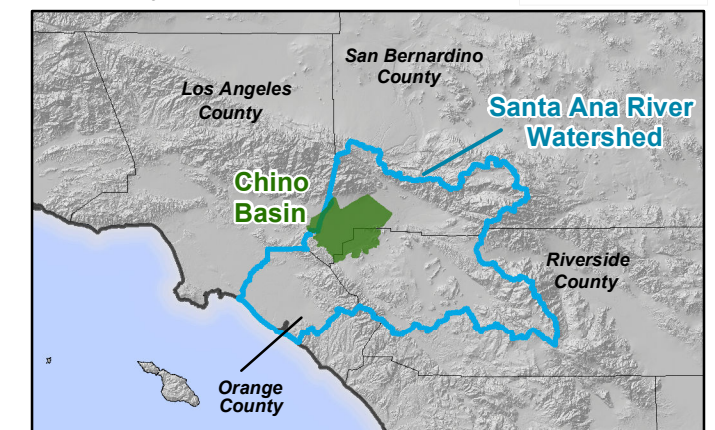 San Bernardino
County
Los Angeles
County
Santa Ana River
Watershed
Chino
Basin
Riverside
County
Orange
County